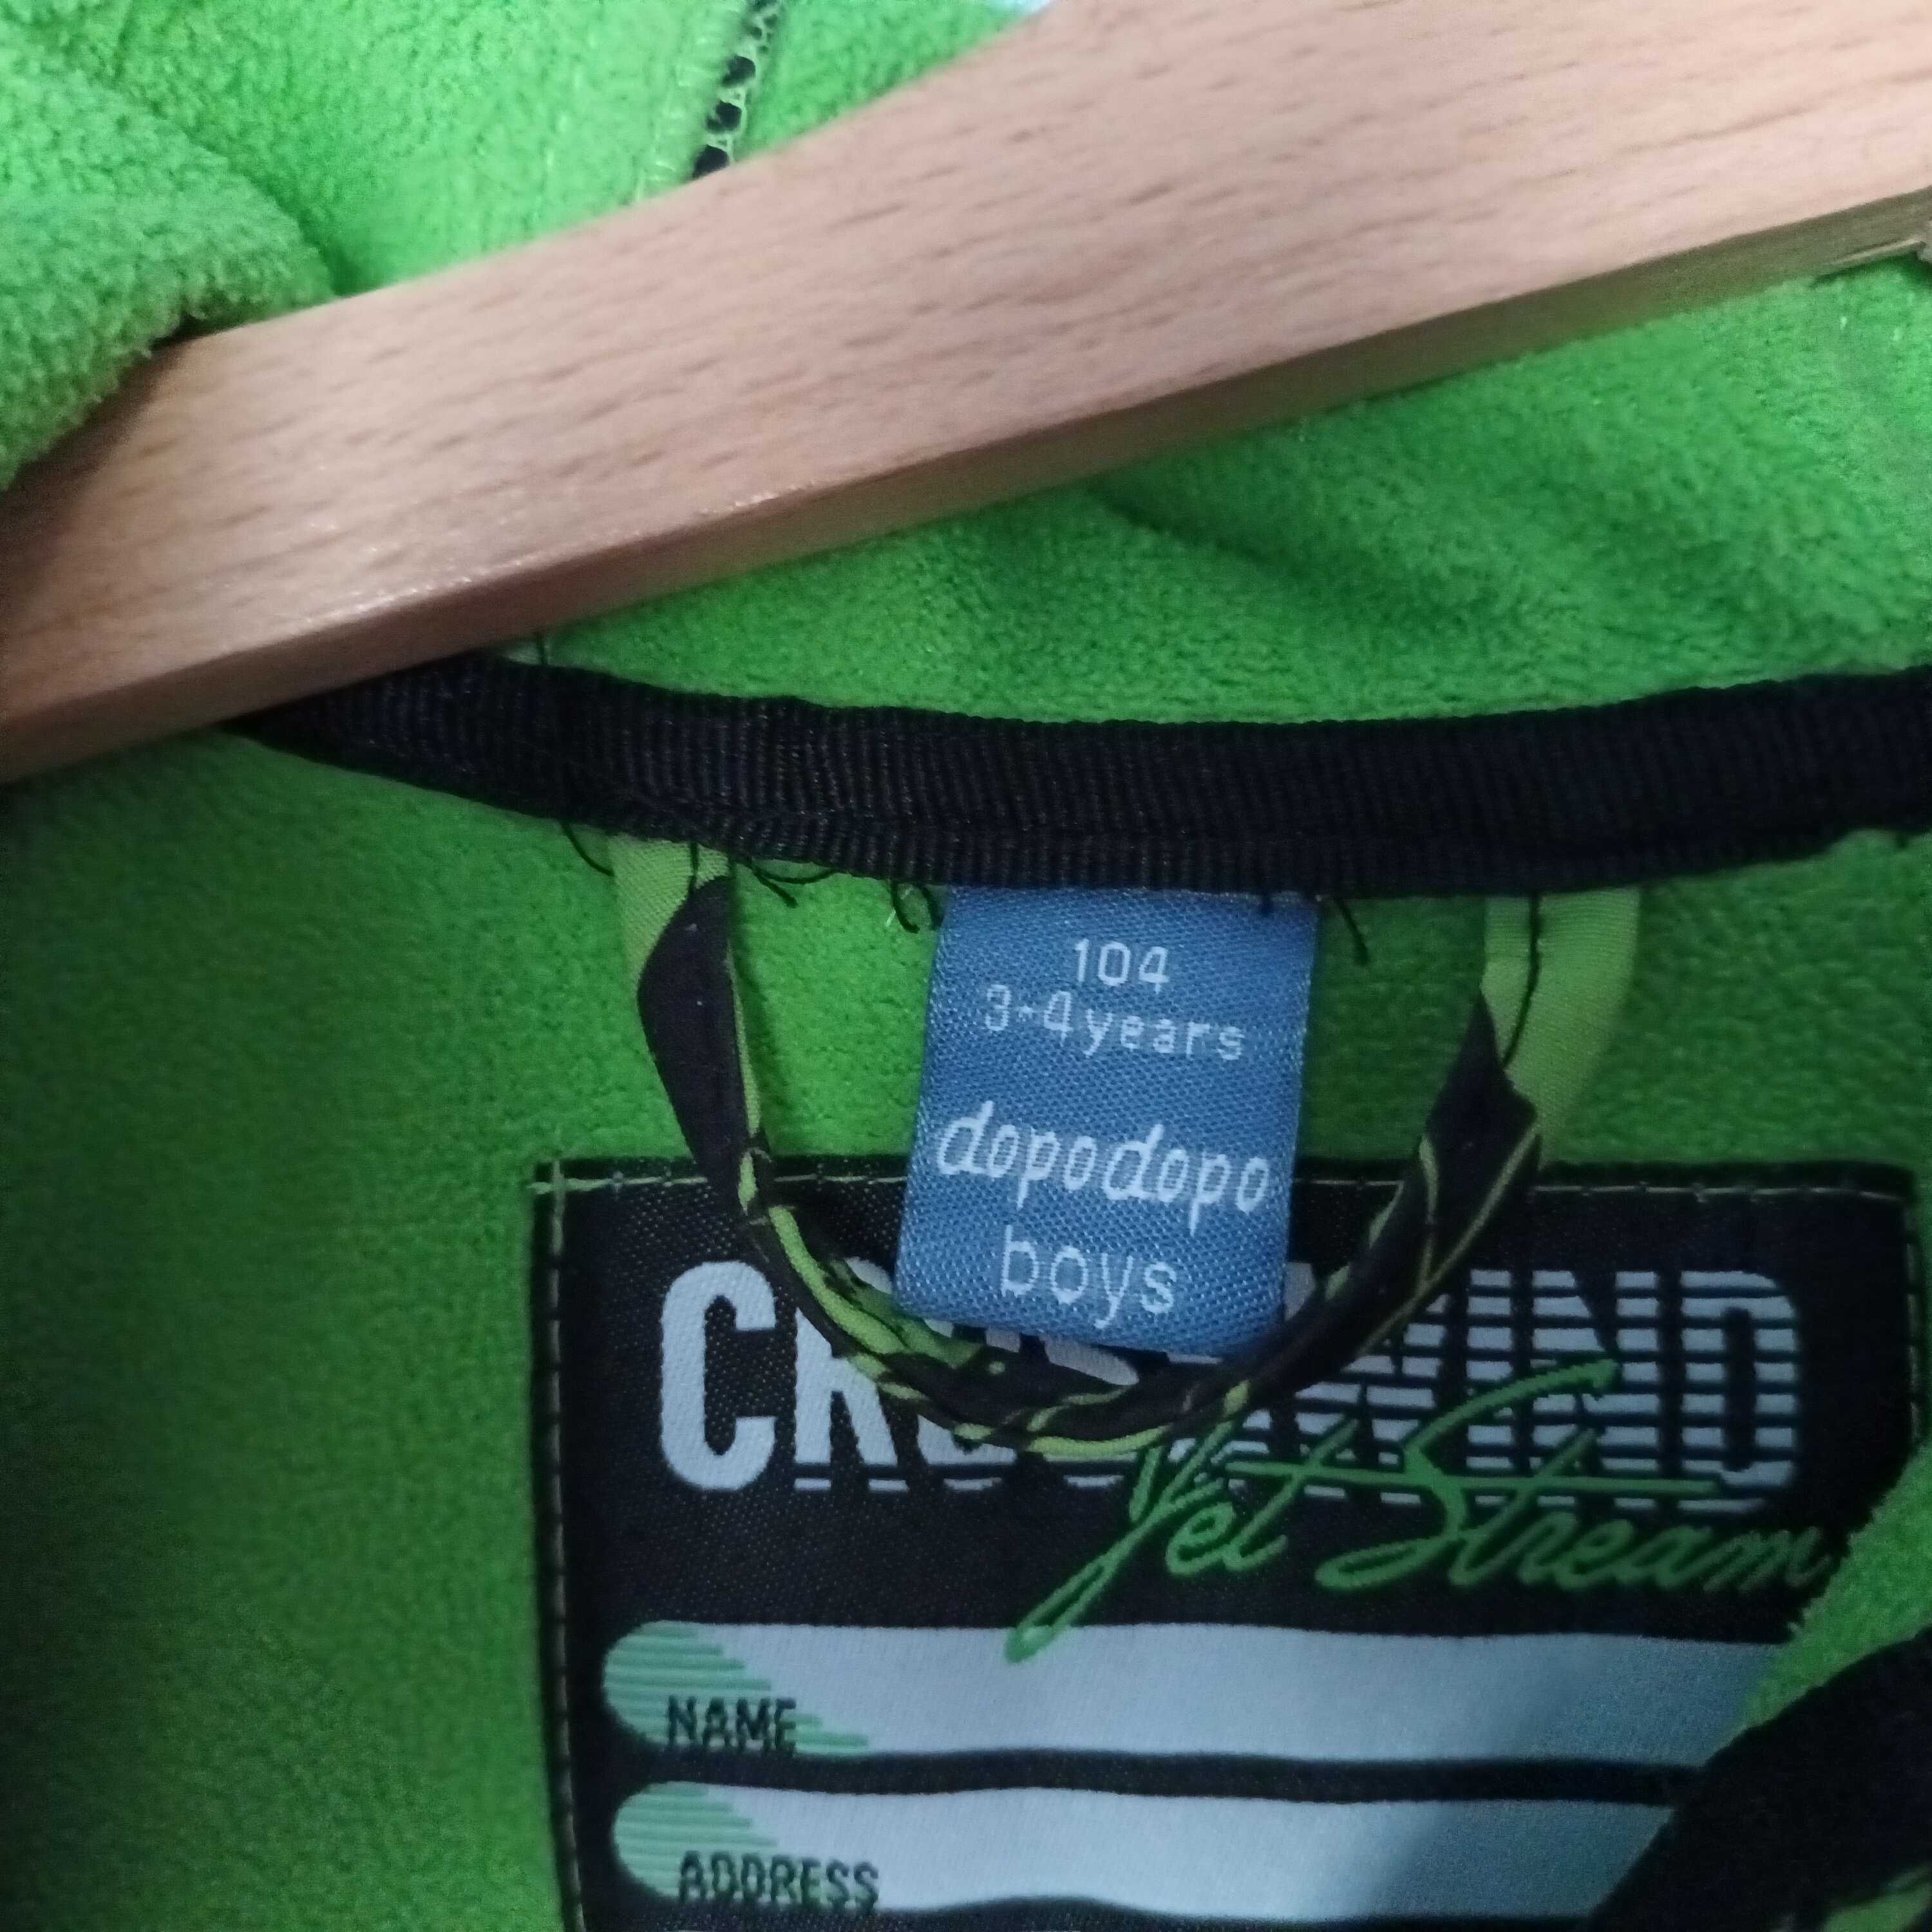 104
3-4years
dopodopo
boys
Jet Stream
NAME
ADDRESS